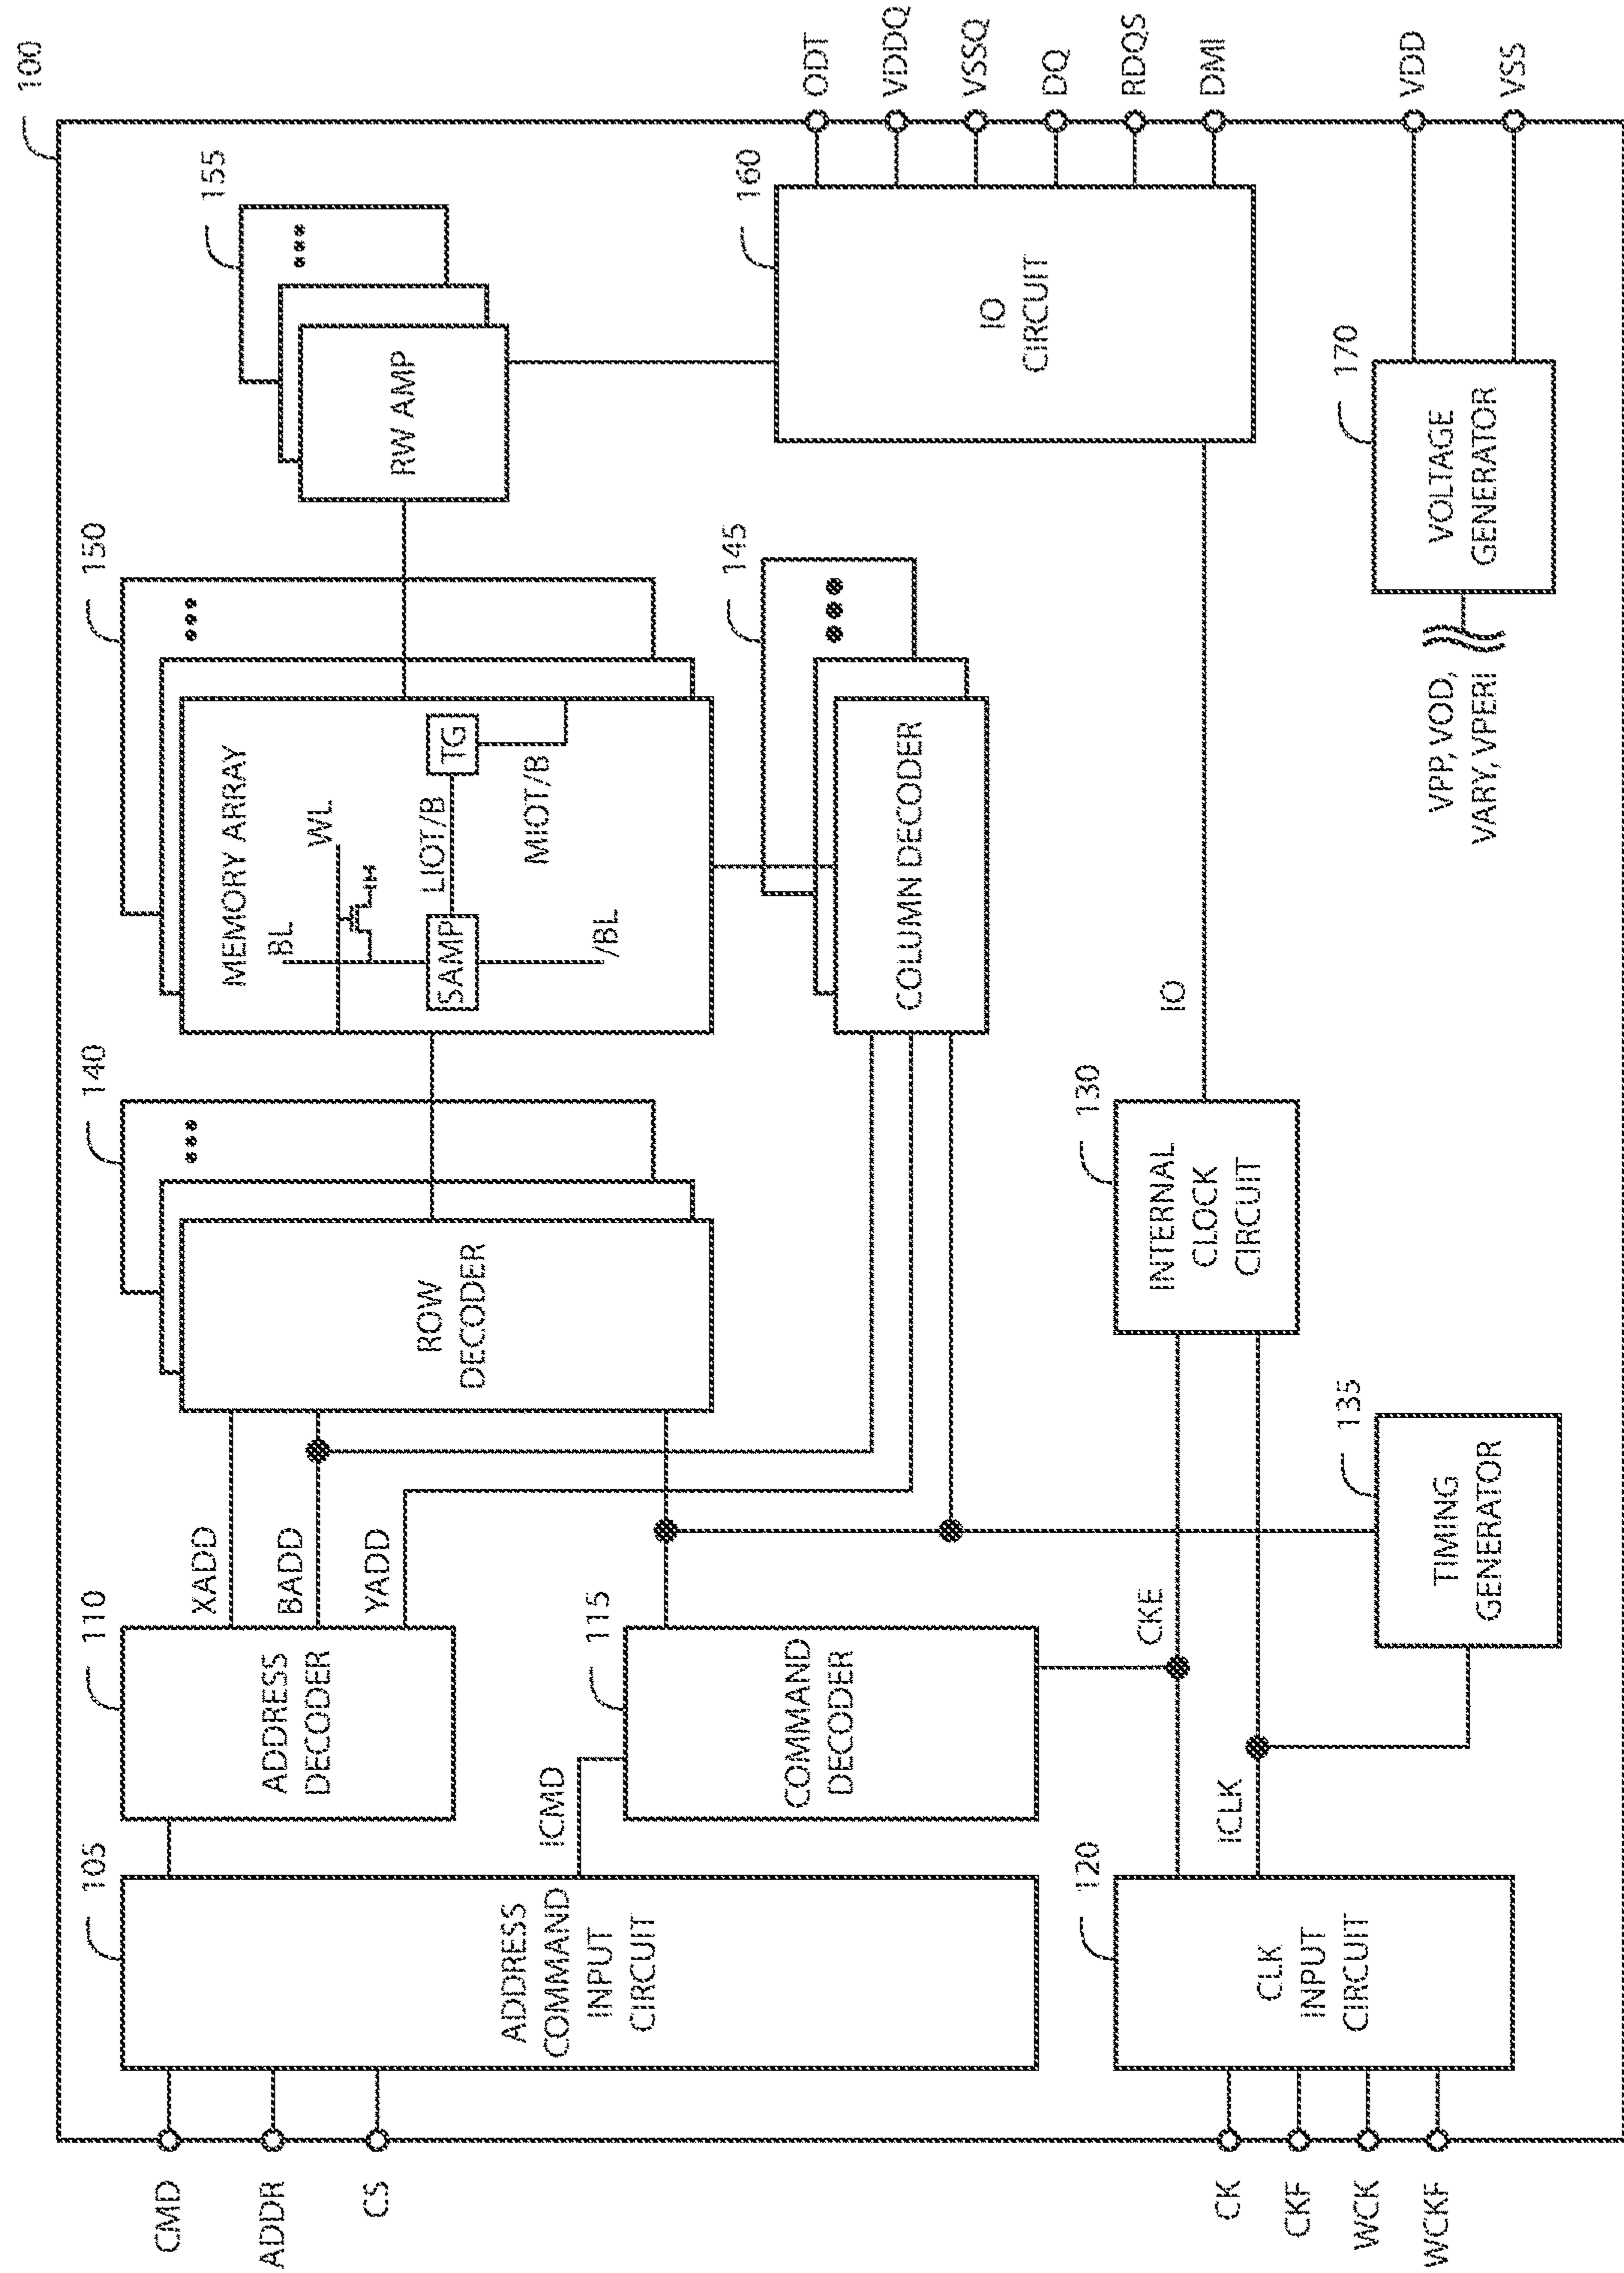 100
CMD
ADDR
CS
CK
CKF
WCK
WCKF
105
ADDRESS
COMMAND
INPUT
CIRCUIT
110
ADDRESS
DECODER
XADD
BADD
YADD
ICMD
115
COMMAND
DECODER
120
CLK
INPUT
CIRCUIT
CKE
ICLK
130
INTERNAL
CLOCK
CIRCUIT
135
TIMING
GENERATOR
140
ROW
DECODER
150
MEMORY ARRAY
BL
WL
SAMP
LIOT/B
TG
MIOT/B
/BL
145
COLUMN DECODER
155
RW AMP
160
IO
CIRCUIT
IO
170
VOLTAGE
GENERATOR
VPP, VOD,
VARY, VPERI
ODT
VDDQ
VSSQ
DQ
RDQS
DMI
VDD
VSS